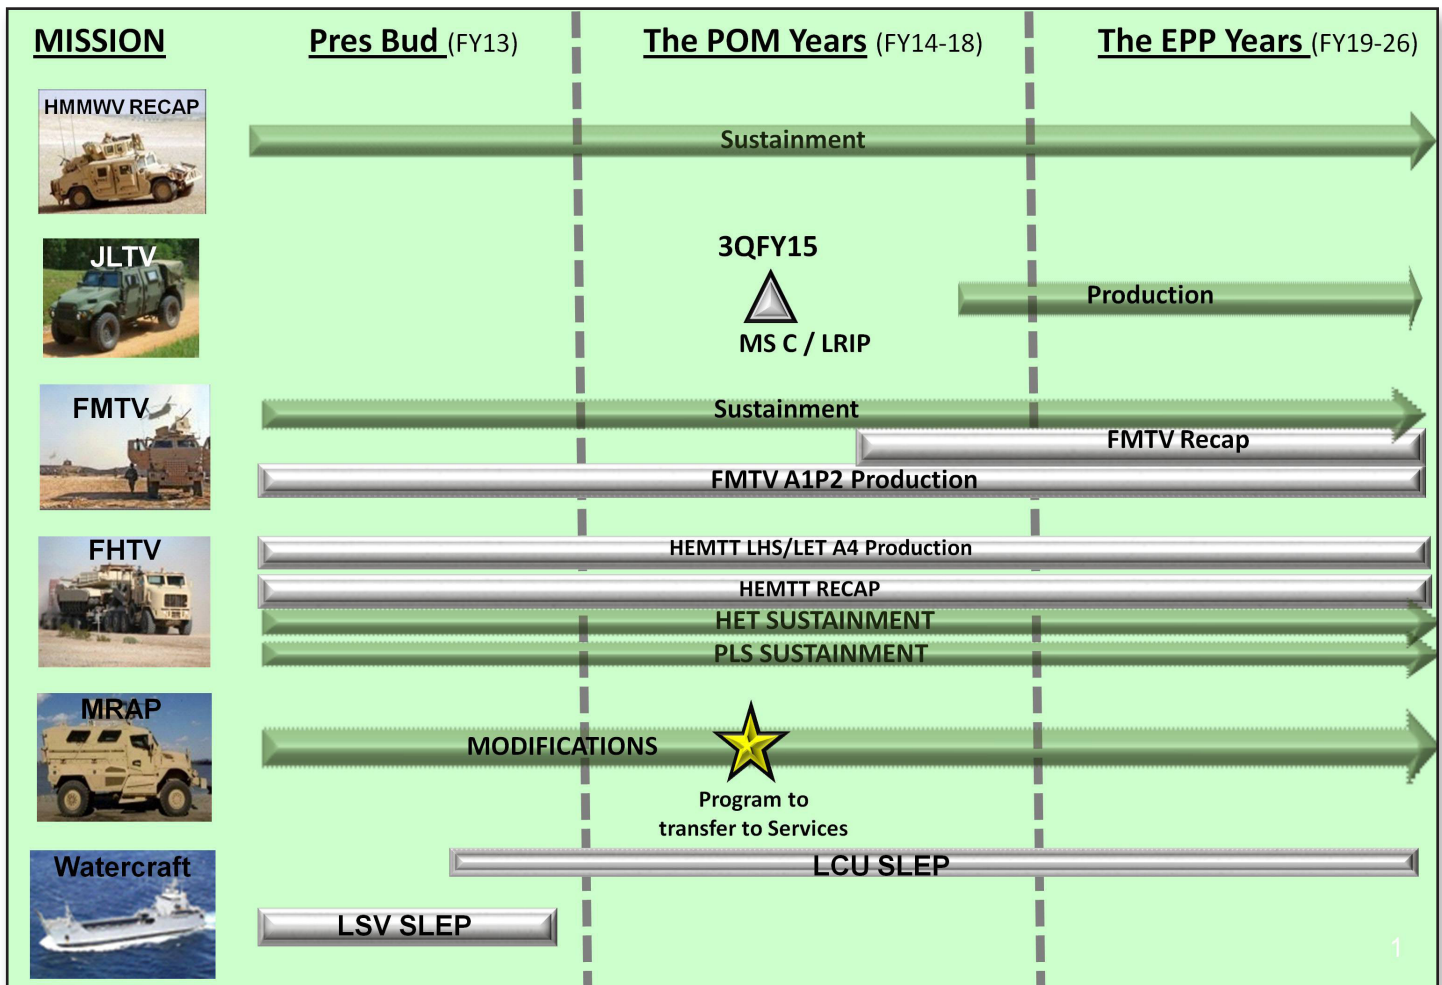 MISSION
Pres Bud (FY13)
The POM Years (FY14-18)
The EPP Years (FY19-26)
HMMWV RECAP
Sustainment
JLTV
3QFY15
MS C / LRIP
Production
FMTV
Sustainment
FMTV Recap
FMTV A1P2 Production
FHTV
HEMTT LHS/LET A4 Production
HEMTT RECAP
HET SUSTAINMENT
PLS SUSTAINMENT
MRAP
MODIFICATIONS
Program to
transfer to Services
Watercraft
LCU SLEP
LSV SLEP
1